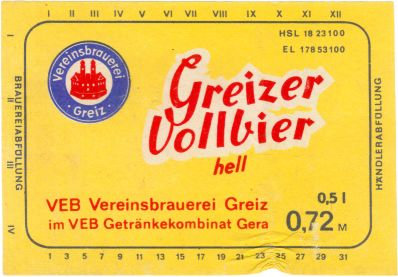 I II III IV V VI VII VIII IX X XI XII
HSL 18 23100
EL 17853100
Vereinsbrauerei
· Greiz ·
Greizer
Vollbier
hell
BRAUEREIABFÜLLUNG
I II III IV
HÄNDLERABFÜLLUNG
VEB Vereinsbrauerei Greiz
im VEB Getränkekombinat Gera
0,5 l
0,72 M
1 3 5 7 9 11 13 15 17 19 21 23 25 27 29 31